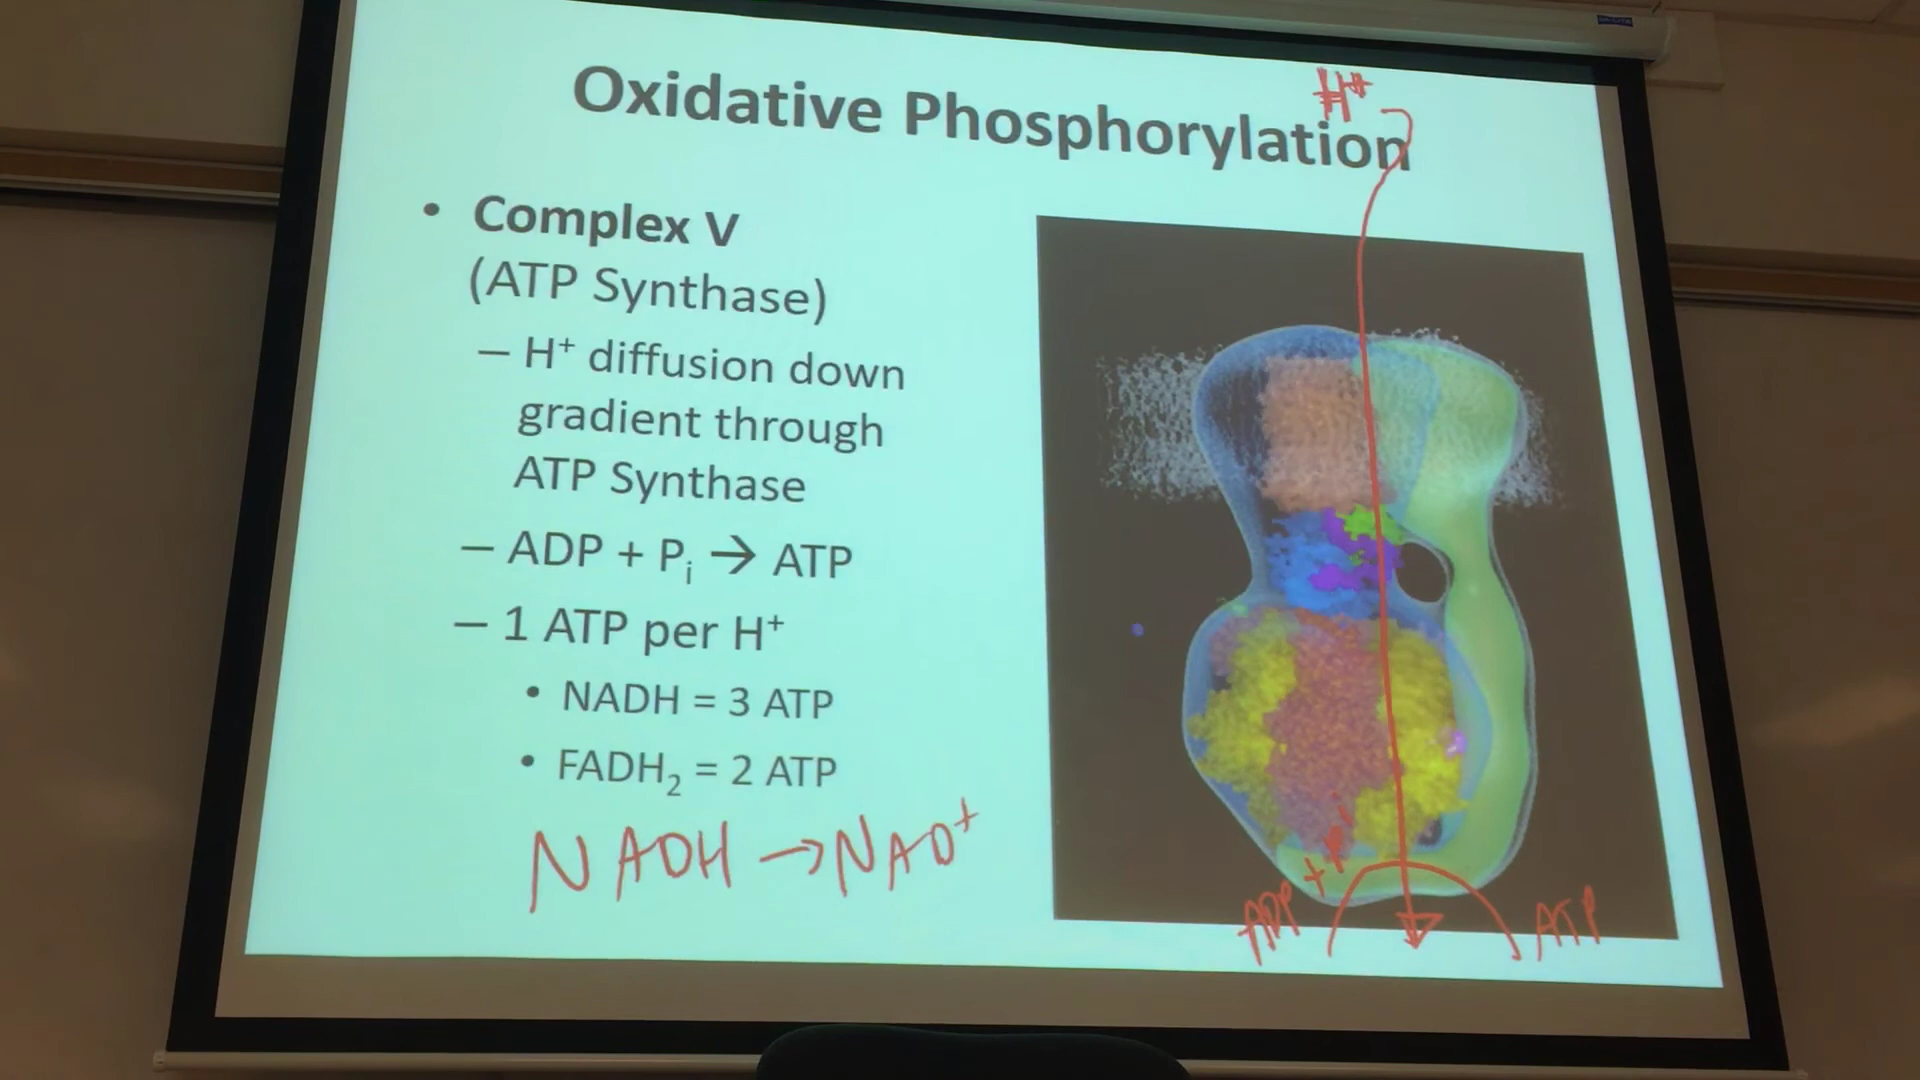 Oxidative Phosphorylation
H⁺
• Complex V
(ATP Synthase)
– H⁺ diffusion down
gradient through
ATP Synthase
– ADP + Pᵢ → ATP
– 1 ATP per H⁺
• NADH = 3 ATP
• FADH₂ = 2 ATP
NADH → NAD⁺
ADP + Pi
ATP